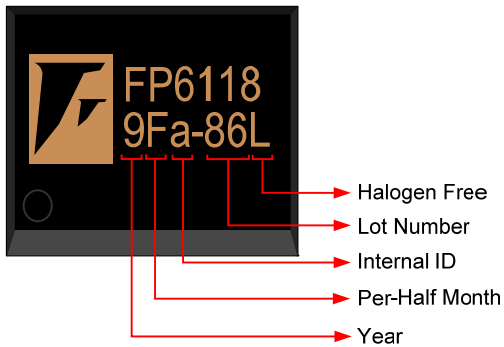 FP6118
9Fa-86L
Halogen Free
Lot Number
Internal ID
Per-Half Month
Year